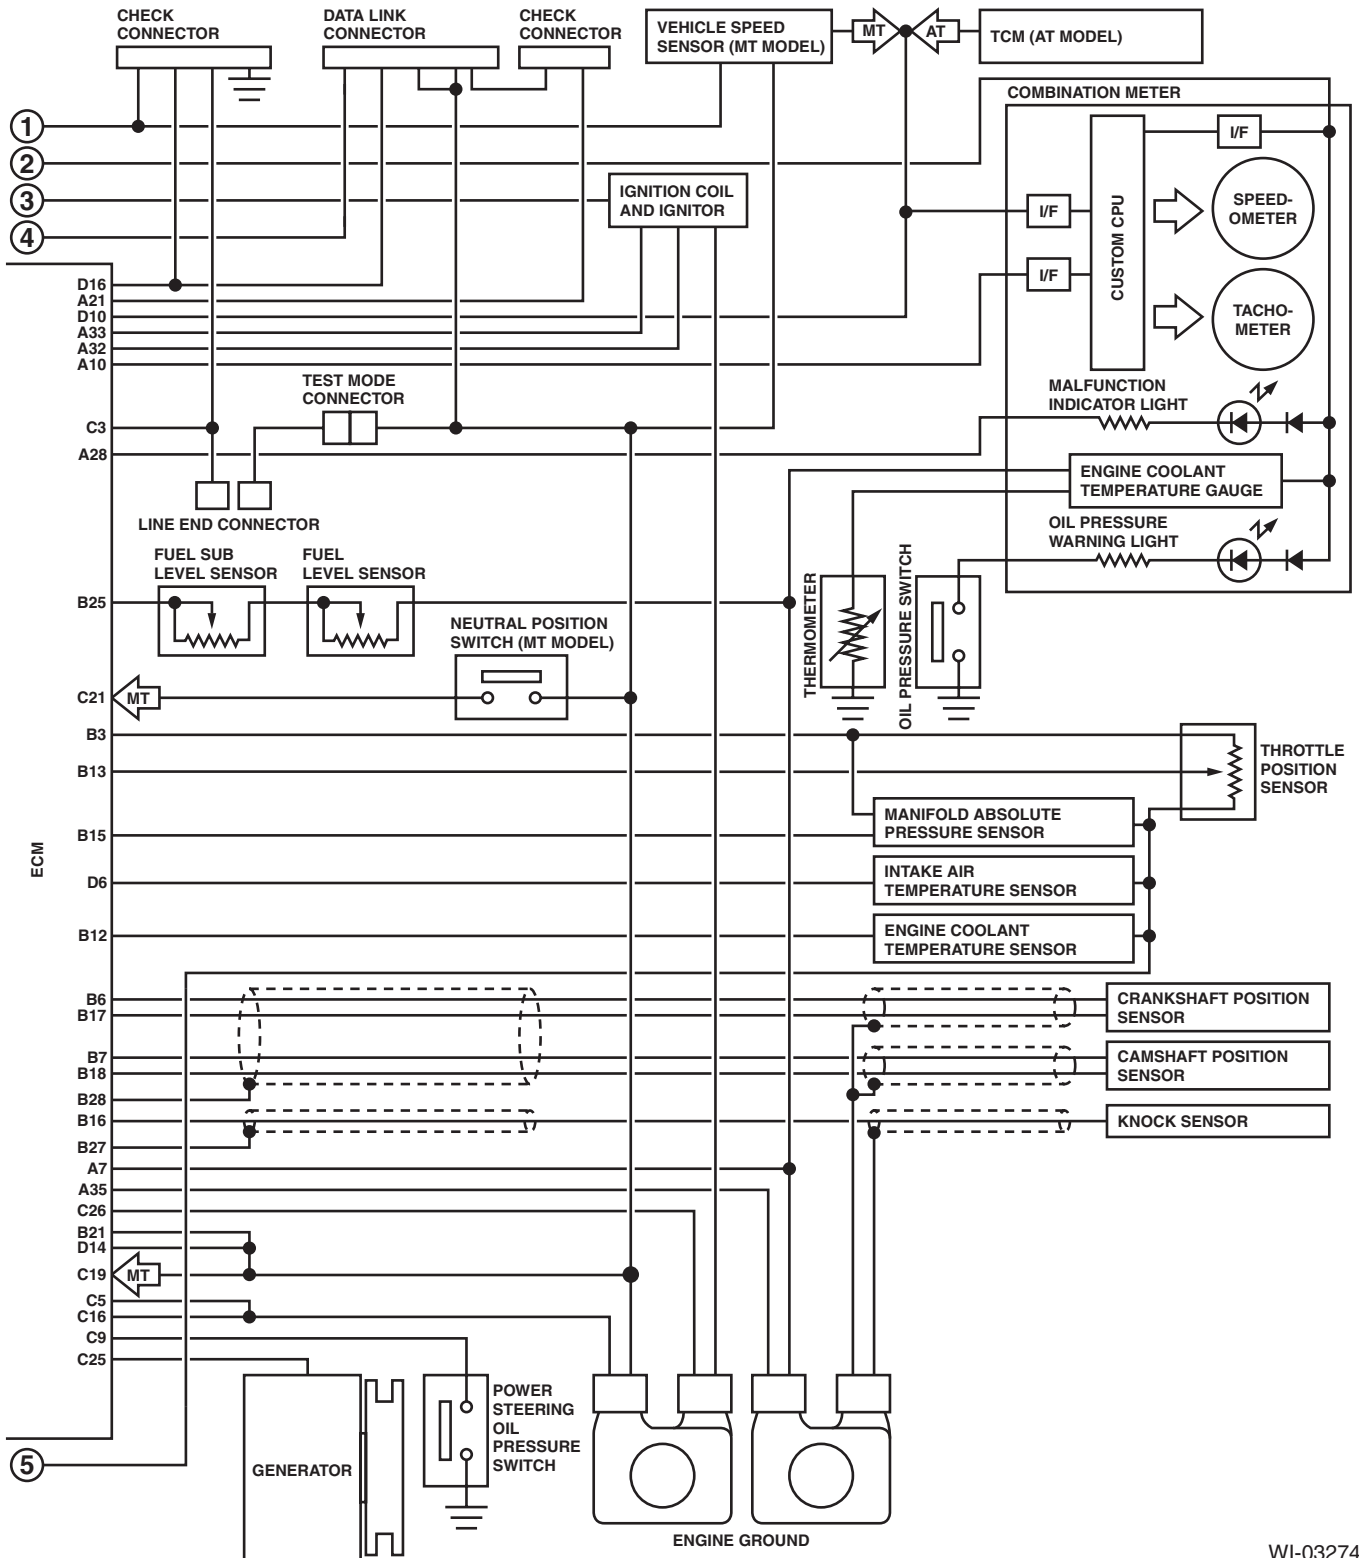 CHECK
CONNECTOR
DATA LINK
CONNECTOR
CHECK
CONNECTOR
VEHICLE SPEED
SENSOR (MT MODEL)
MT
AT
TCM (AT MODEL)
COMBINATION METER
1
2
3
4
IGNITION COIL
AND IGNITOR
I/F
I/F
I/F
CUSTOM CPU
SPEED-
OMETER
TACHO-
METER
D16
A21
D10
A33
A32
A10
TEST MODE
CONNECTOR
MALFUNCTION
INDICATOR LIGHT
C3
A28
ENGINE COOLANT
TEMPERATURE GAUGE
LINE END CONNECTOR
OIL PRESSURE
WARNING LIGHT
FUEL SUB
LEVEL SENSOR
FUEL
LEVEL SENSOR
B25
THERMOMETER
OIL PRESSURE SWITCH
NEUTRAL POSITION
SWITCH (MT MODEL)
C21
MT
B3
B13
THROTTLE
POSITION
SENSOR
MANIFOLD ABSOLUTE
PRESSURE SENSOR
B15
ECM
INTAKE AIR
TEMPERATURE SENSOR
D6
ENGINE COOLANT
TEMPERATURE SENSOR
B12
B6
B17
CRANKSHAFT POSITION
SENSOR
B7
B18
CAMSHAFT POSITION
SENSOR
B28
B16
KNOCK SENSOR
B27
A7
A35
C26
B21
D14
C19
MT
C5
C16
C9
C25
POWER
STEERING
OIL
PRESSURE
SWITCH
5
GENERATOR
ENGINE GROUND
WI-03274